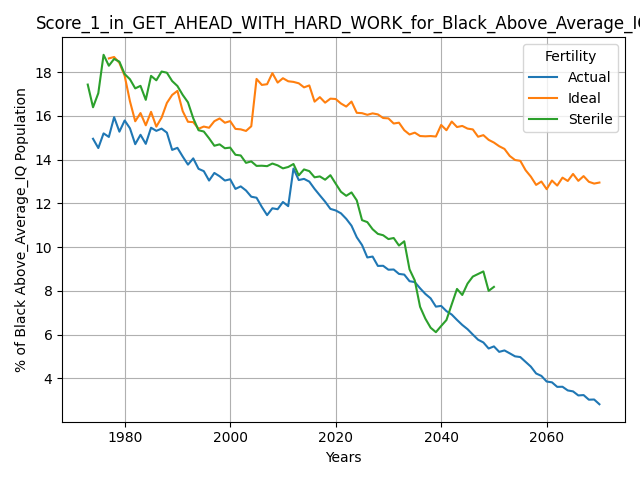 Score_1_in_GET_AHEAD_WITH_HARD_WORK_for_Black_Above_Average_IQ
Fertility
Actual
Ideal
Sterile
% of Black Above_Average_IQ Population
18
16
14
12
10
8
6
4
1980 2000 2020 2040 2060
Years